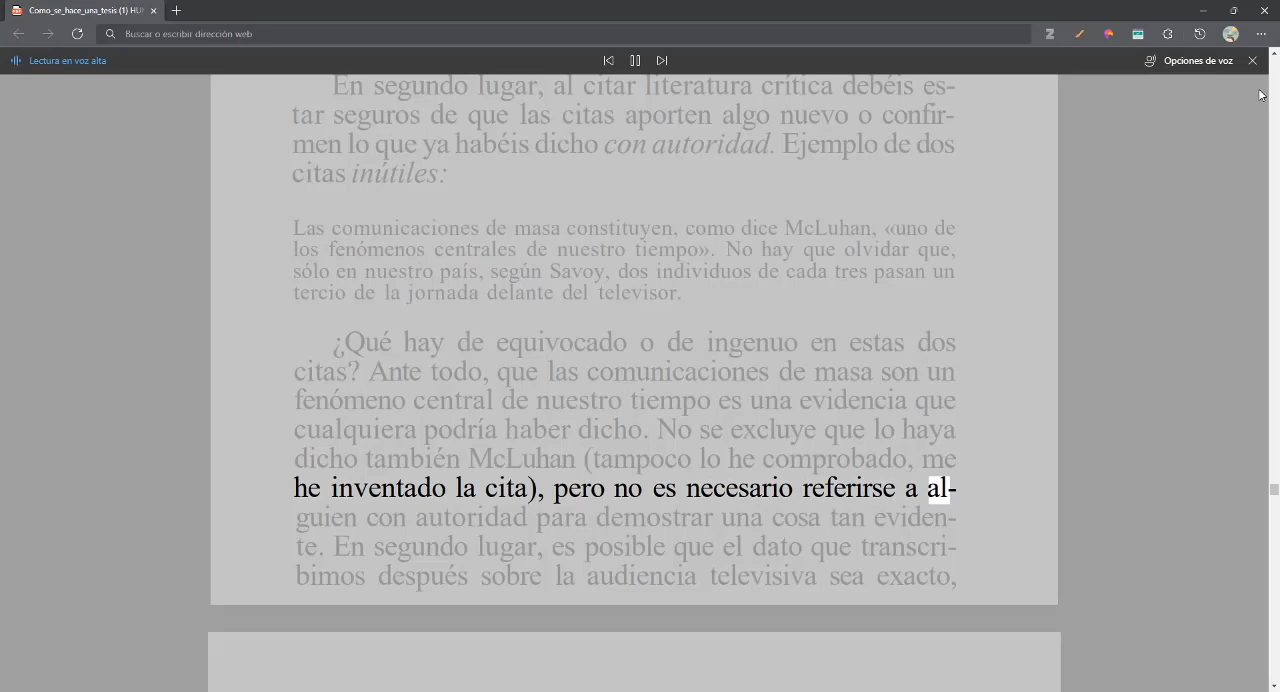 Como_se_hace_una_tesis (1) HUI
Buscar o escribir dirección web
Lectura en voz alta
Opciones de voz
En segundo lugar, al citar literatura crítica debéis es-
tar seguros de que las citas aporten algo nuevo o confir-
men lo que ya habéis dicho con autoridad. Ejemplo de dos
citas inútiles:
Las comunicaciones de masa constituyen, como dice McLuhan, «uno de
los fenómenos centrales de nuestro tiempo». No hay que olvidar que,
sólo en nuestro país, según Savoy, dos individuos de cada tres pasan un
tercio de la jornada delante del televisor.
¿Qué hay de equivocado o de ingenuo en estas dos
citas? Ante todo, que las comunicaciones de masa son un
fenómeno central de nuestro tiempo es una evidencia que
cualquiera podría haber dicho. No se excluye que lo haya
dicho también McLuhan (tampoco lo he comprobado, me
he inventado la cita), pero no es necesario referirse a al-
guien con autoridad para demostrar una cosa tan eviden-
te. En segundo lugar, es posible que el dato que transcri-
bimos después sobre la audiencia televisiva sea exacto,